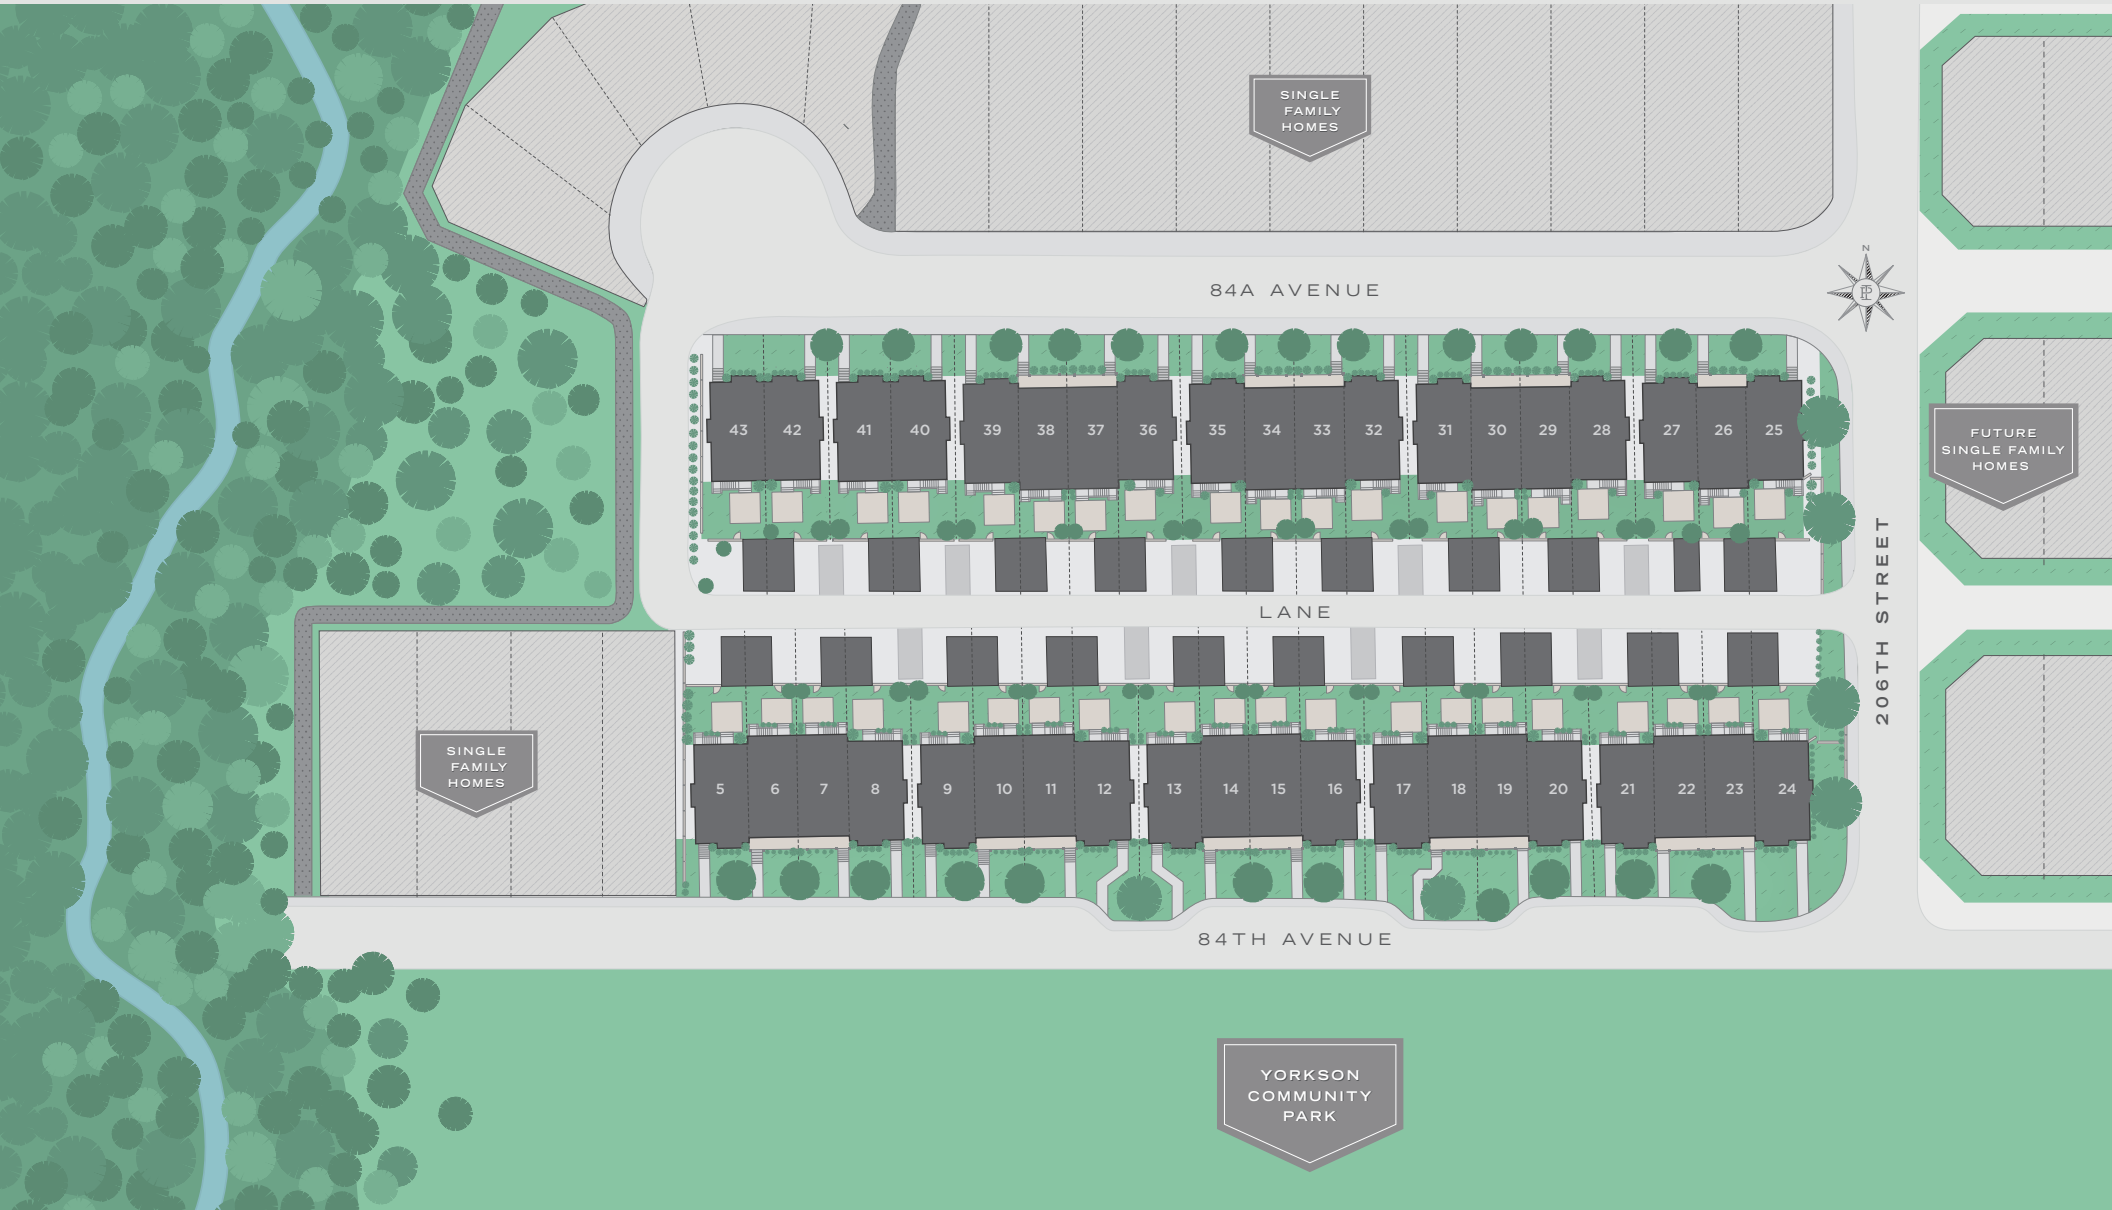 SINGLE
FAMILY
HOMES
N
84A AVENUE
43 42 41 40 39 38 37 36 35 34 33 32 31 30 29 28 27 26 25
FUTURE
SINGLE FAMILY
HOMES
206TH STREET
LANE
SINGLE
FAMILY
HOMES
5 6 7 8 9 10 11 12 13 14 15 16 17 18 19 20 21 22 23 24
84TH AVENUE
YORKSON
COMMUNITY
PARK